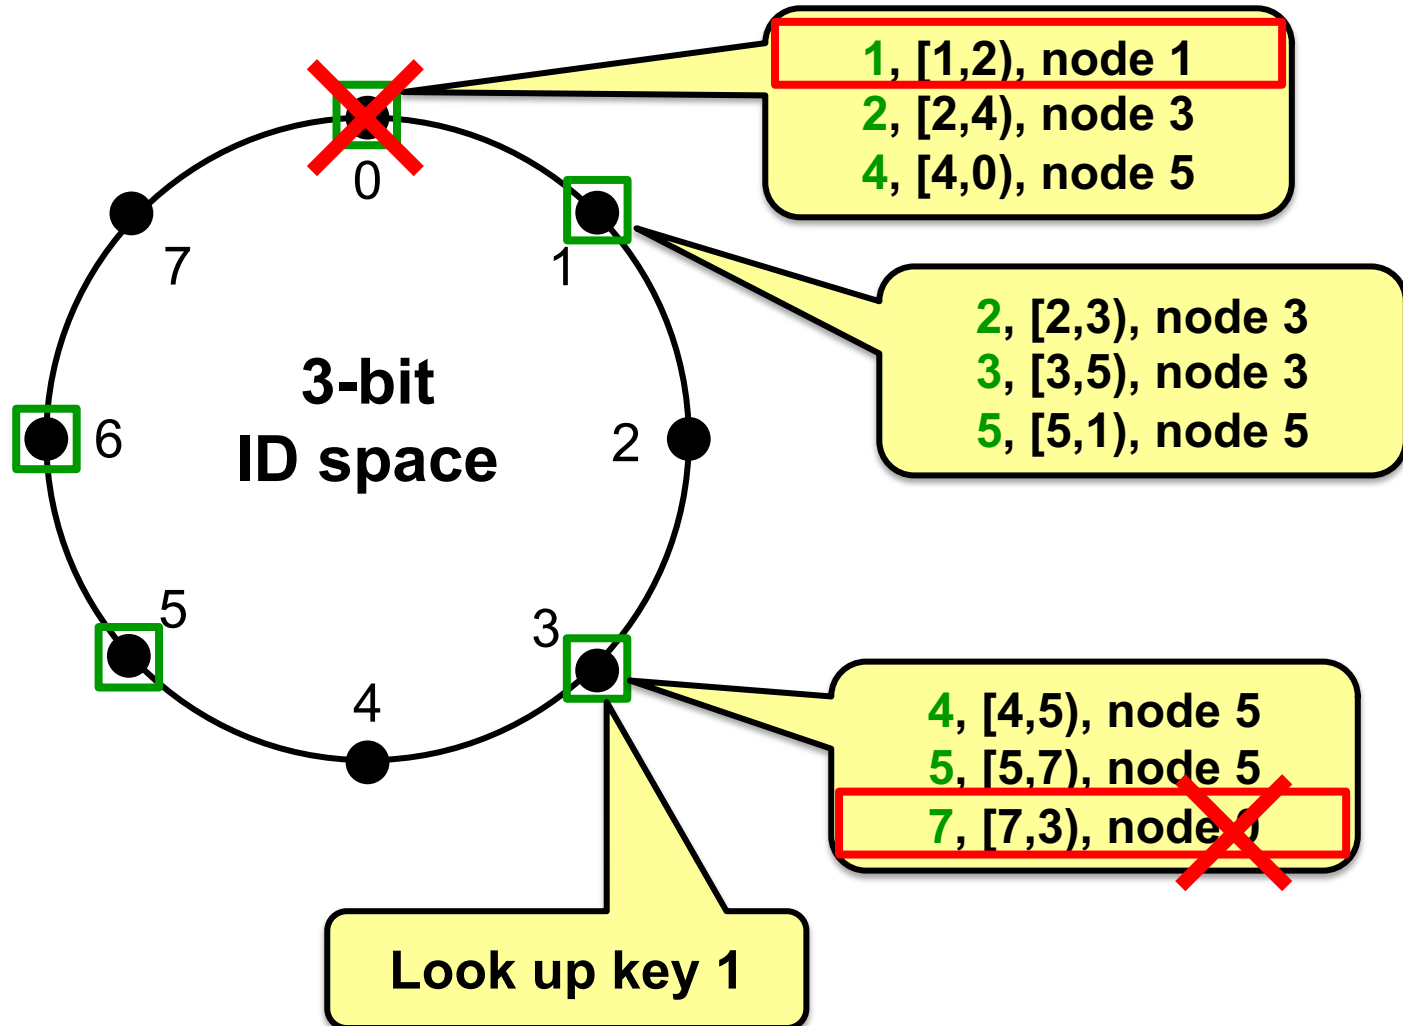 1, [1,2), node 1
2, [2,4), node 3
4, [4,0), node 5
0
1
7
2, [2,3), node 3
3, [3,5), node 3
5, [5,1), node 5
3-bit
ID space
6
2
5
3
4
4, [4,5), node 5
5, [5,7), node 5
7, [7,3), node 0
Look up key 1